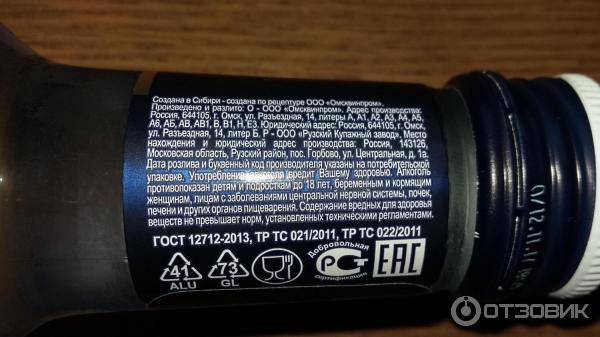 Создана в Сибири - создана по рецептуре ООО «Омсквинпром».
Произведено и разлито: О - ООО «Омсквинпром». Адрес производства:
Россия, 644105, г. Омск, ул. Разъездная, 14, литеры А, А1, А2, А3, А4, А5,
А6, АБ, АВ, АВ1, В, В1, Н, Е3. Юридический адрес: Россия, 644105, г. Омск,
ул. Разъездная, 14, литер Б. Р - ООО «Рузский Купажный завод». Место
нахождения и юридический адрес производства: Россия, 143126,
Московская область, Рузский район, пос. Горбово, ул. Центральная, д. 1а.
Дата розлива и буквенный код производителя указаны на потребительской
упаковке. Употребление алкоголя вредит Вашему здоровью. Алкоголь
противопоказан детям и подросткам до 18 лет, беременным и кормящим
женщинам, лицам с заболеваниями центральной нервной системы, почек,
печени и других органов пищеварения. Содержание вредных для здоровья
веществ не превышает норм, установленных техническими регламентами.
ГОСТ 12712-2013, ТР ТС 021/2011, ТР ТС 022/2011
41
ALU
73
GL
Добровольная
РСТ
сертификация
EAC
ОТЗОВИК